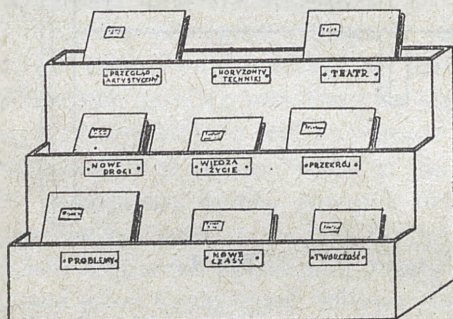 PRZEGLĄD
ARTYSTYCZNY
HORYZONTY
TECHNIKI
TEATR
NOWE
DROGI
WIEDZA
I ŻYCIE
PRZEKRÓJ
PROBLEMY
NOWE
CZASY
TWÓRCZOŚĆ